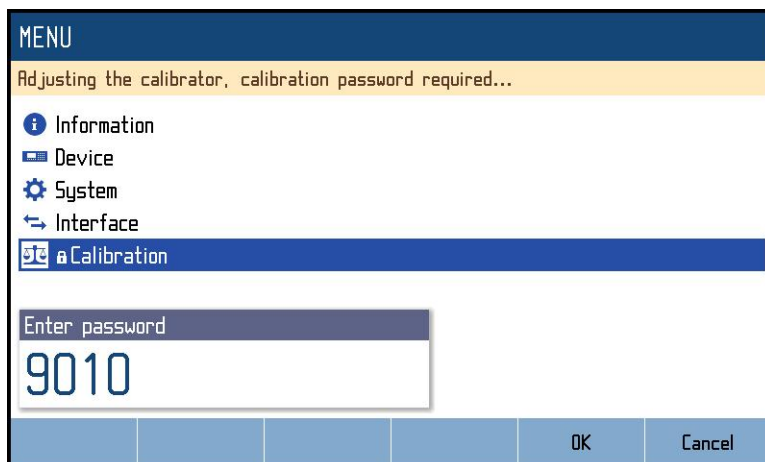 MENU
Adjusting the calibrator, calibration password required...
Information
Device
System
Interface
Calibration
Enter password
9010
OK Cancel